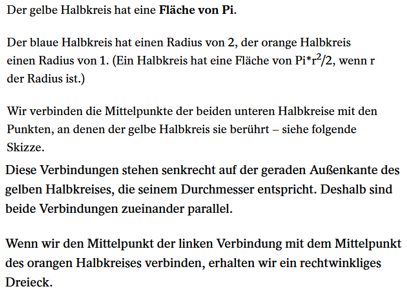 Der gelbe Halbkreis hat eine Fläche von Pi.
Der blaue Halbkreis hat einen Radius von 2, der orange Halbkreis
einen Radius von 1. (Ein Halbkreis hat eine Fläche von Pi*r²/2, wenn r
der Radius ist.)
Wir verbinden die Mittelpunkte der beiden unteren Halbkreise mit den
Punkten, an denen der gelbe Halbkreis sie berührt – siehe folgende
Skizze.
Diese Verbindungen stehen senkrecht auf der geraden Außenkante des
gelben Halbkreises, die seinem Durchmesser entspricht. Deshalb sind
beide Verbindungen zueinander parallel.
Wenn wir den Mittelpunkt der linken Verbindung mit dem Mittelpunkt
des orangen Halbkreises verbinden, erhalten wir ein rechtwinkliges
Dreieck.